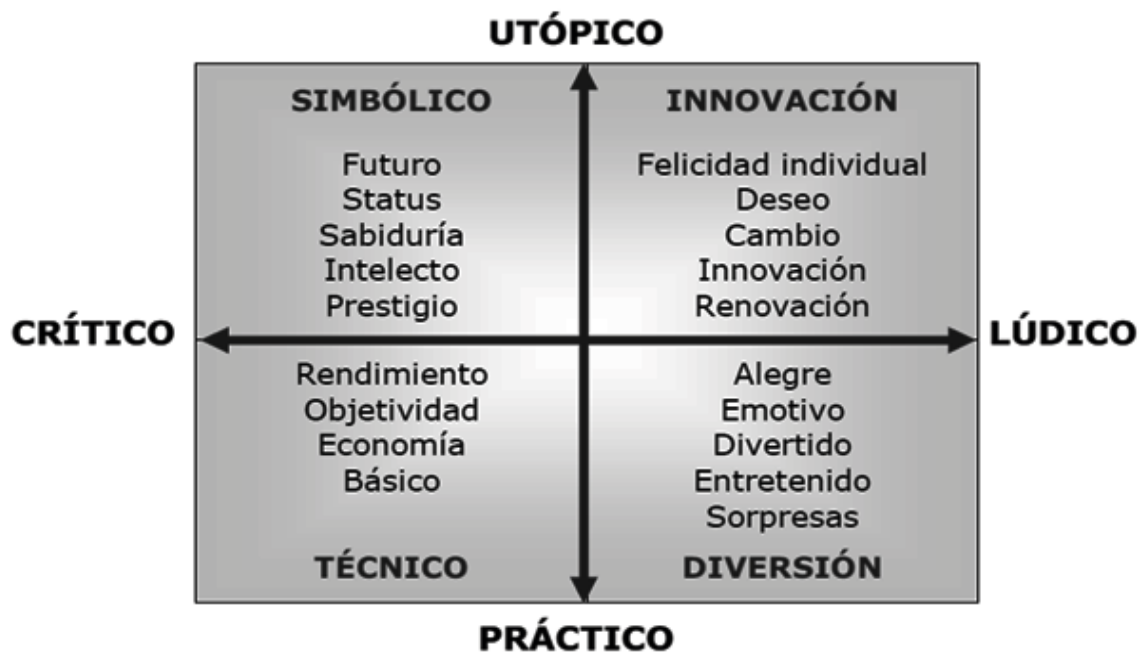 UTÓPICO
SIMBÓLICO
Futuro
Status
Sabiduría
Intelecto
Prestigio
INNOVACIÓN
Felicidad individual
Deseo
Cambio
Innovación
Renovación
CRÍTICO
LÚDICO
Rendimiento
Objetividad
Economía
Básico
TÉCNICO
Alegre
Emotivo
Divertido
Entretenido
Sorpresas
DIVERSIÓN
PRÁCTICO